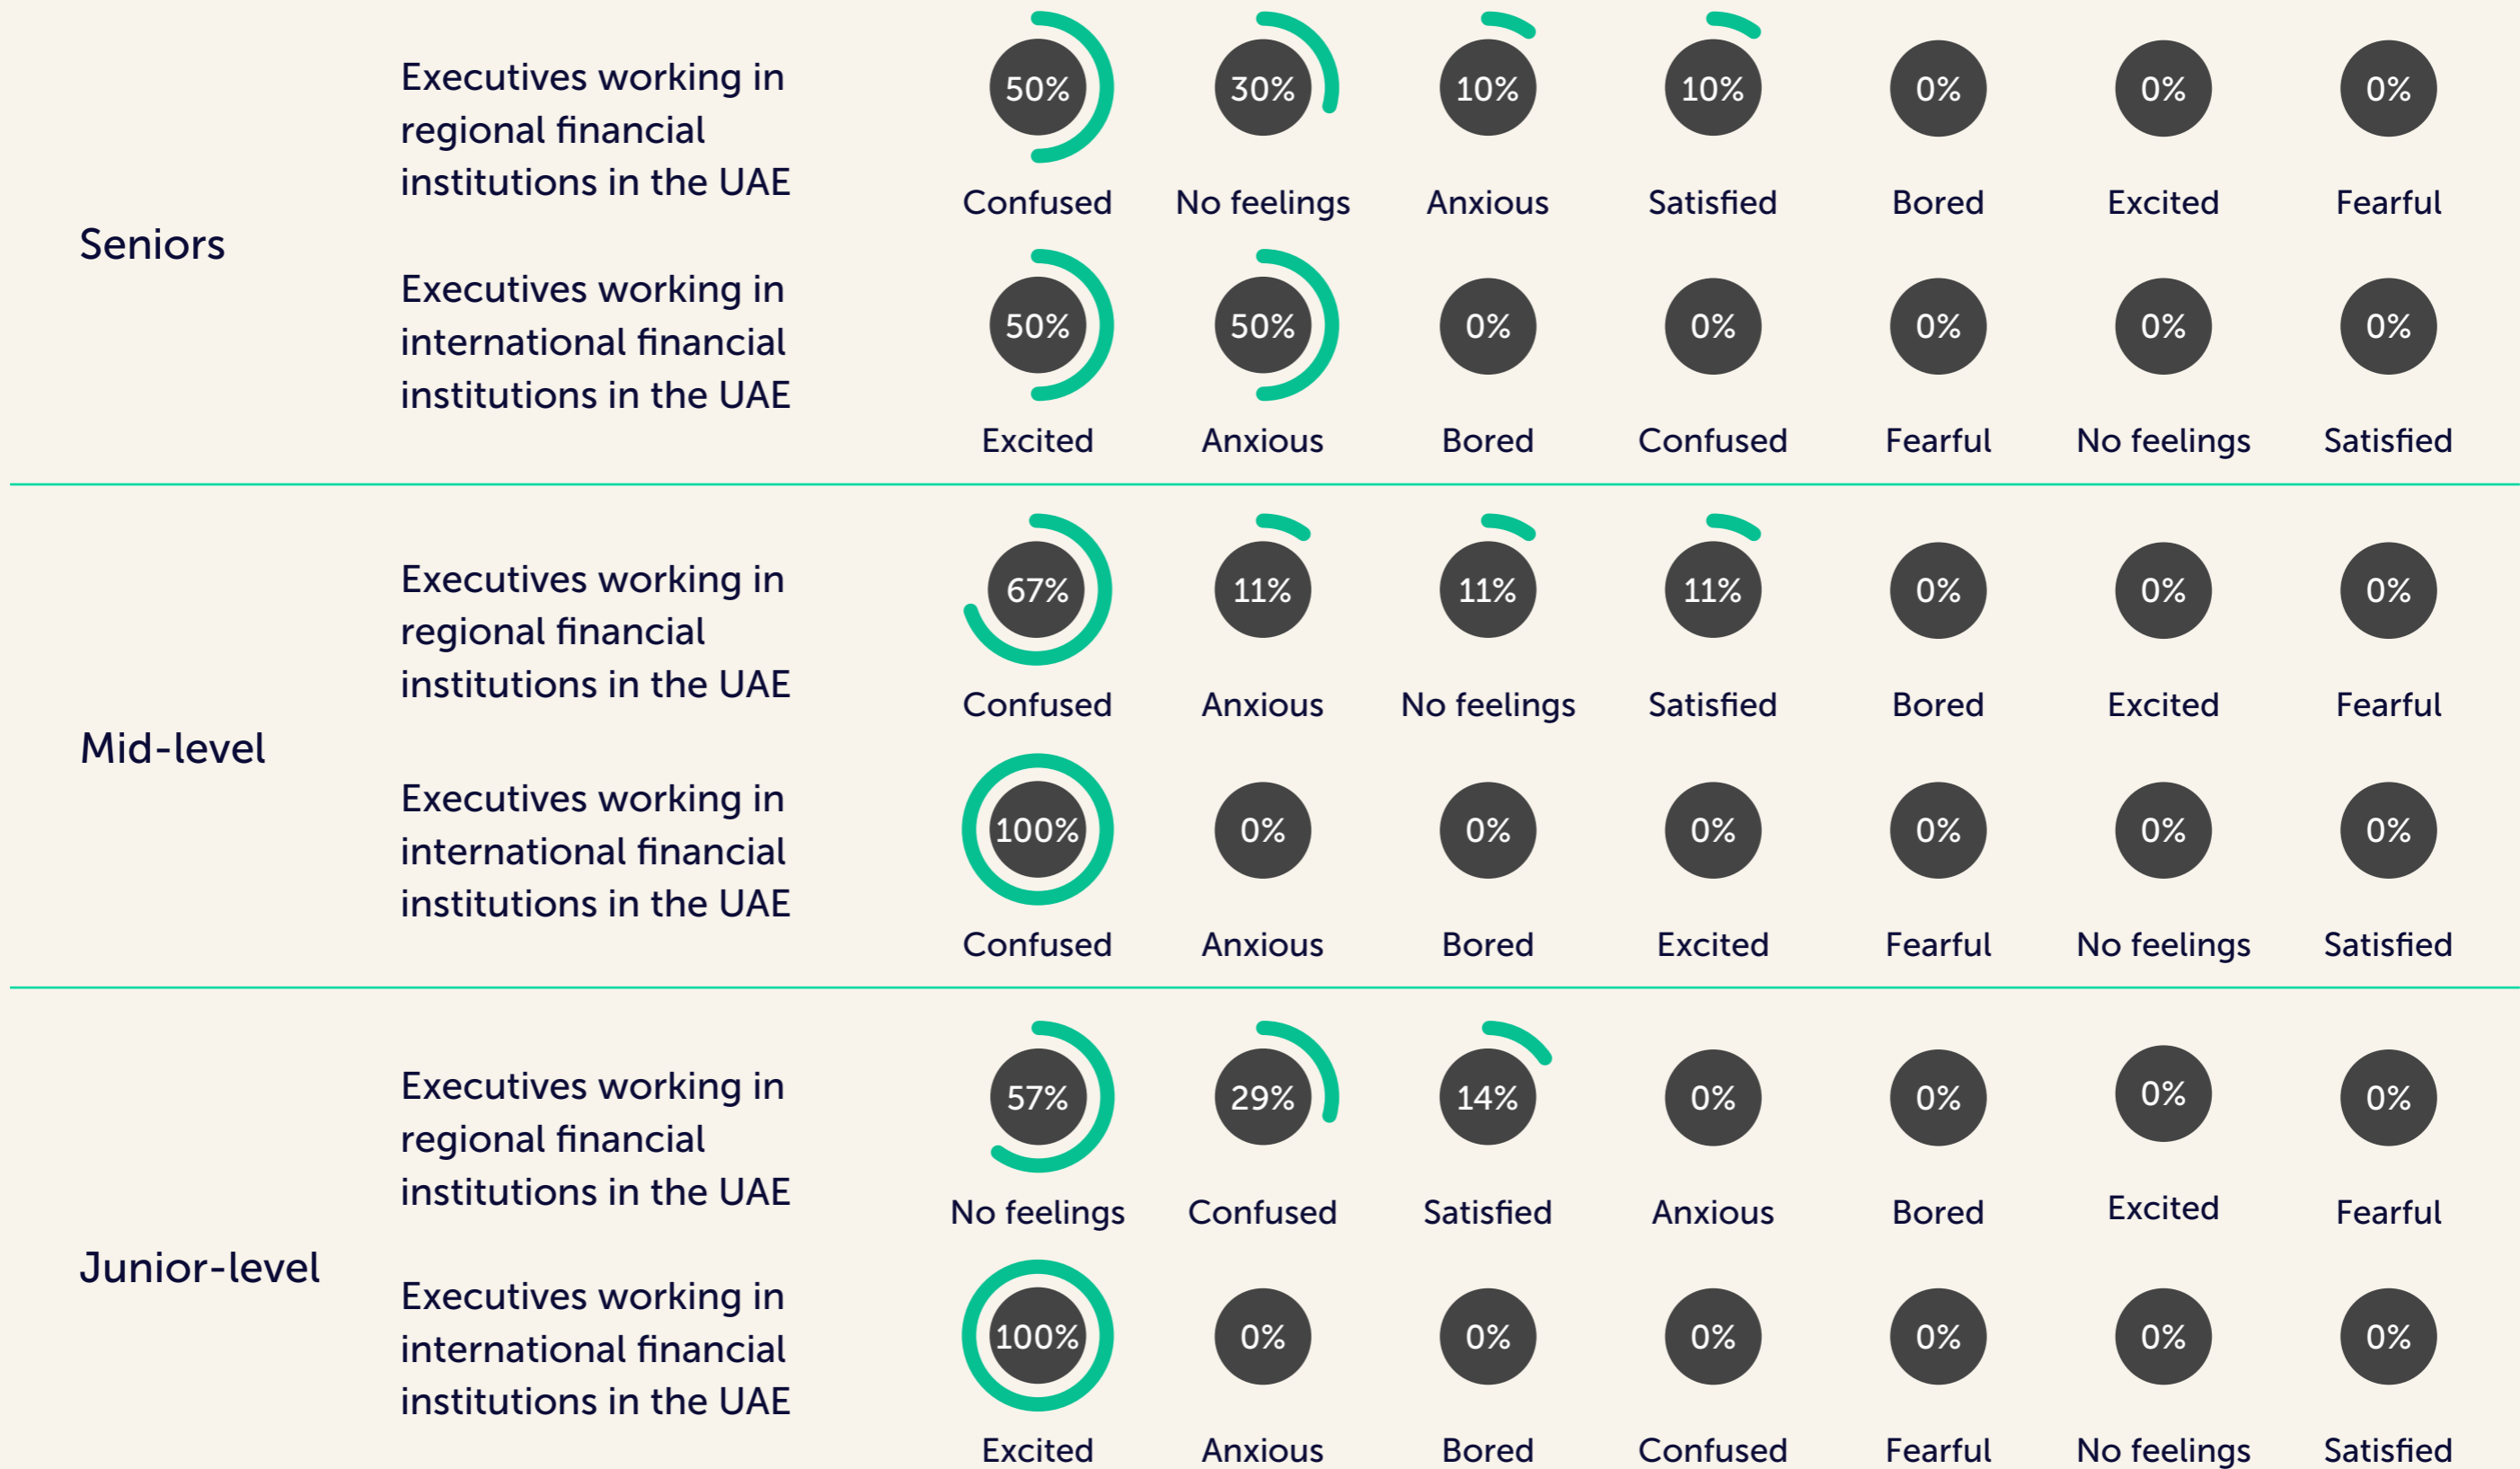 Seniors
Executives working in
regional financial
institutions in the UAE
50% 30% 10% 10% 0% 0% 0%
Confused No feelings Anxious Satisfied Bored Excited Fearful
Executives working in
international financial
institutions in the UAE
50% 50% 0% 0% 0% 0% 0%
Excited Anxious Bored Confused Fearful No feelings Satisfied
Mid-level
Executives working in
regional financial
institutions in the UAE
67% 11% 11% 11% 0% 0% 0%
Confused Anxious No feelings Satisfied Bored Excited Fearful
Executives working in
international financial
institutions in the UAE
100% 0% 0% 0% 0% 0% 0%
Confused Anxious Bored Excited Fearful No feelings Satisfied
Junior-level
Executives working in
regional financial
institutions in the UAE
57% 29% 14% 0% 0% 0% 0%
No feelings Confused Satisfied Anxious Bored Excited Fearful
Executives working in
international financial
institutions in the UAE
100% 0% 0% 0% 0% 0% 0%
Excited Anxious Bored Confused Fearful No feelings Satisfied